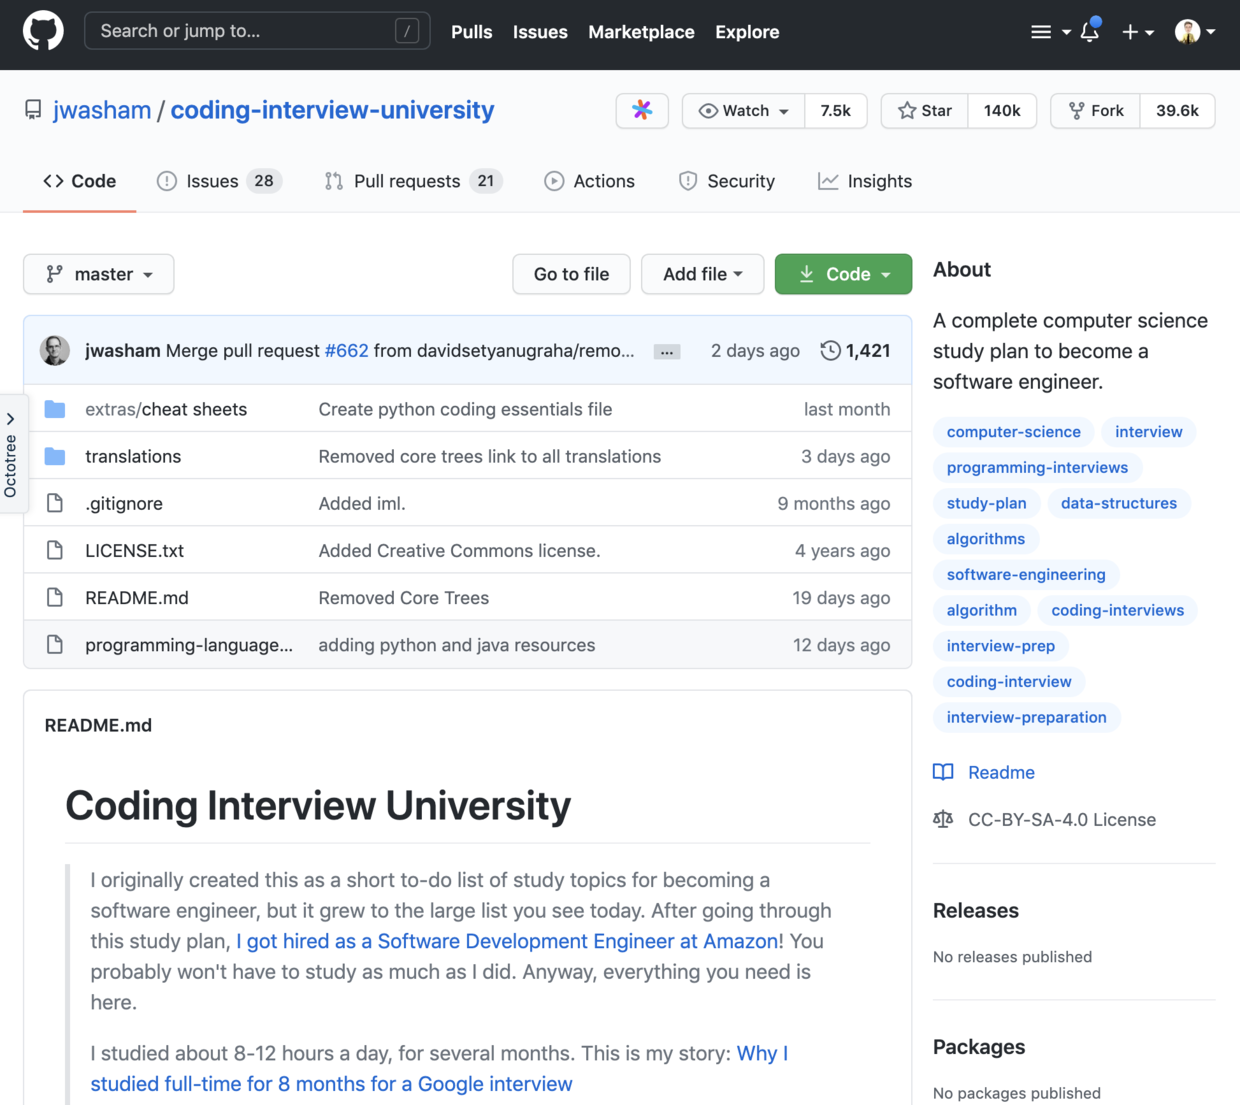 Search or jump to... /
Pulls Issues Marketplace Explore
jwasham / coding-interview-university
Watch 7.5k Star 140k Fork 39.6k
Code Issues 28 Pull requests 21 Actions Security Insights
master Go to file Add file Code
jwasham Merge pull request #662 from davidsetyanugraha/remo... ... 2 days ago 1,421
extras/cheat sheets Create python coding essentials file last month
translations Removed core trees link to all translations 3 days ago
.gitignore Added iml. 9 months ago
LICENSE.txt Added Creative Commons license. 4 years ago
README.md Removed Core Trees 19 days ago
programming-language... adding python and java resources 12 days ago
Octotree
README.md
Coding Interview University
I originally created this as a short to-do list of study topics for becoming a
software engineer, but it grew to the large list you see today. After going through
this study plan, I got hired as a Software Development Engineer at Amazon! You
probably won't have to study as much as I did. Anyway, everything you need is
here.
I studied about 8-12 hours a day, for several months. This is my story: Why I
studied full-time for 8 months for a Google interview
About
A complete computer science
study plan to become a
software engineer.
computer-science interview
programming-interviews
study-plan data-structures
algorithms
software-engineering
algorithm coding-interviews
interview-prep
coding-interview
interview-preparation
Readme
CC-BY-SA-4.0 License
Releases
No releases published
Packages
No packages published